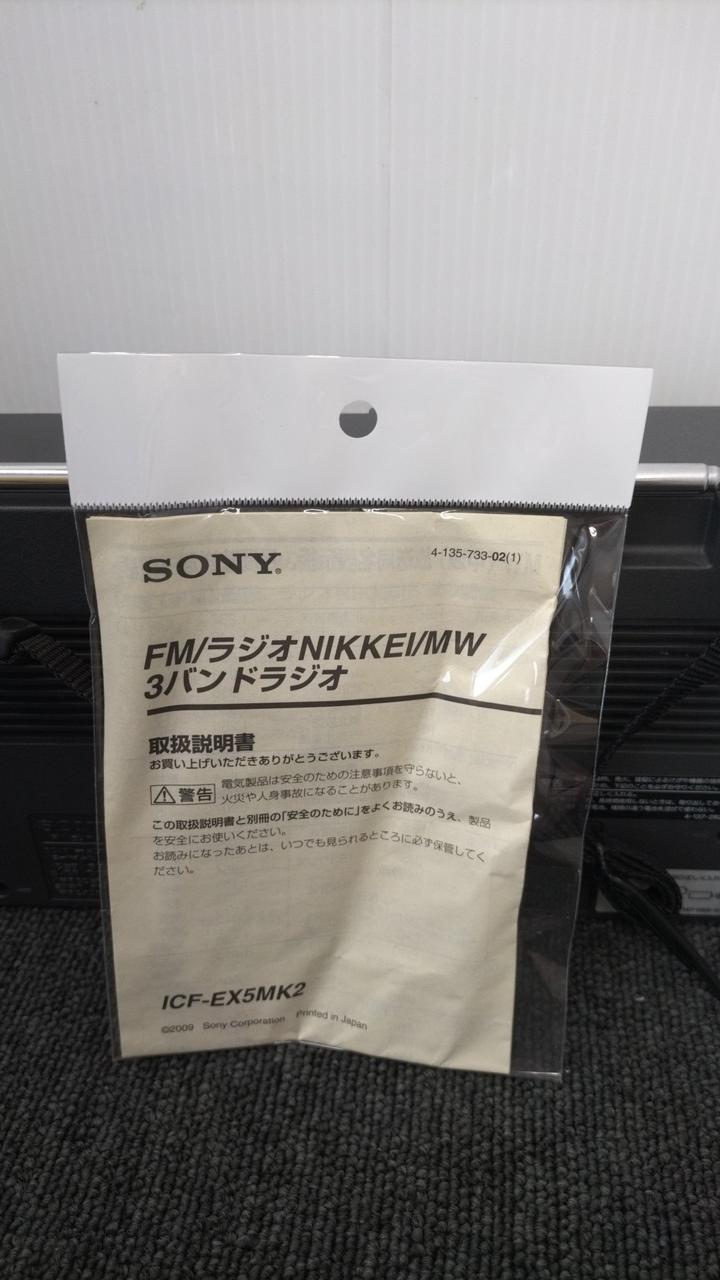 SONY®
4-135-733-02(1)
FM/ラジオNIKKEI/MW
3バンドラジオ
取扱説明書
お買い上げいただきありがとうございます。
警告
電気製品は安全のための注意事項を守らないと、
火災や人身事故になることがあります。
この取扱説明書と別冊の「安全のために」をよくお読みのうえ、製品
を安全にお使いください。
お読みになったあとは、いつでも見られるところに必ず保管してく
ださい。
ICF-EX5MK2
©2009 Sony Corporation Printed in Japan